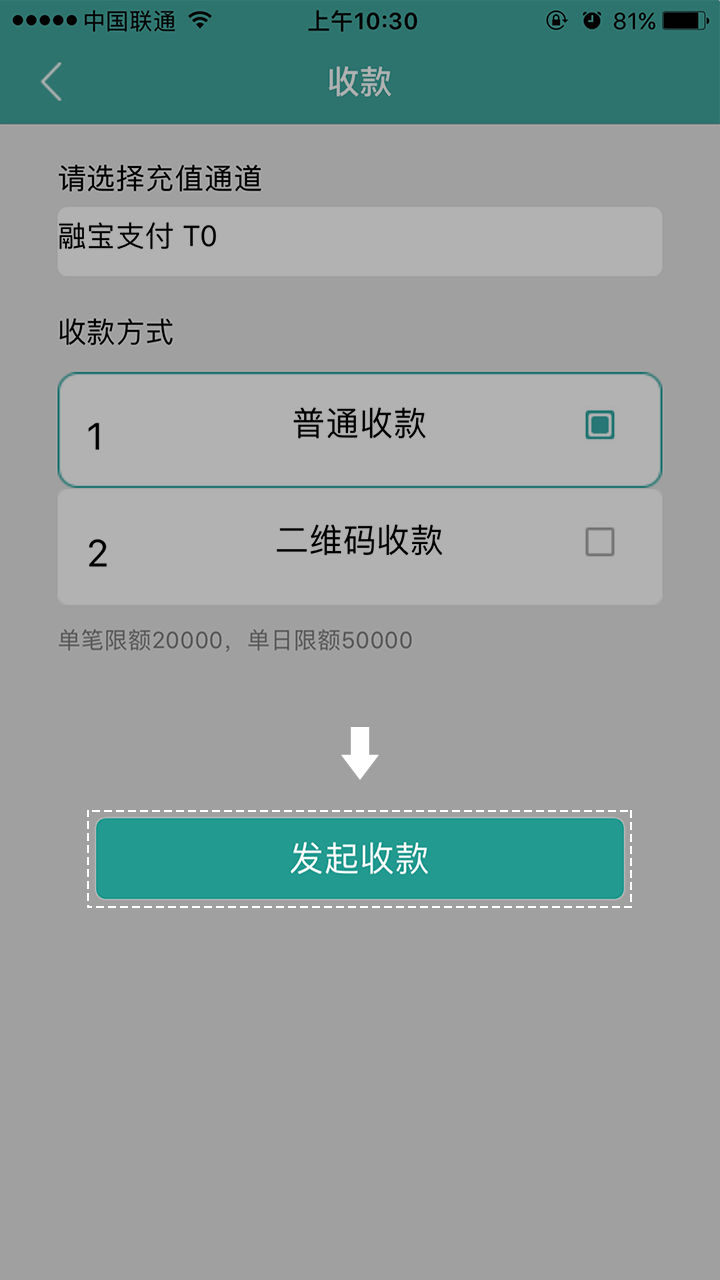 中国联通 上午10:30 81%
收款
请选择充值通道
融宝支付 T0
收款方式
1 普通收款
2 二维码收款
单笔限额20000，单日限额50000
发起收款